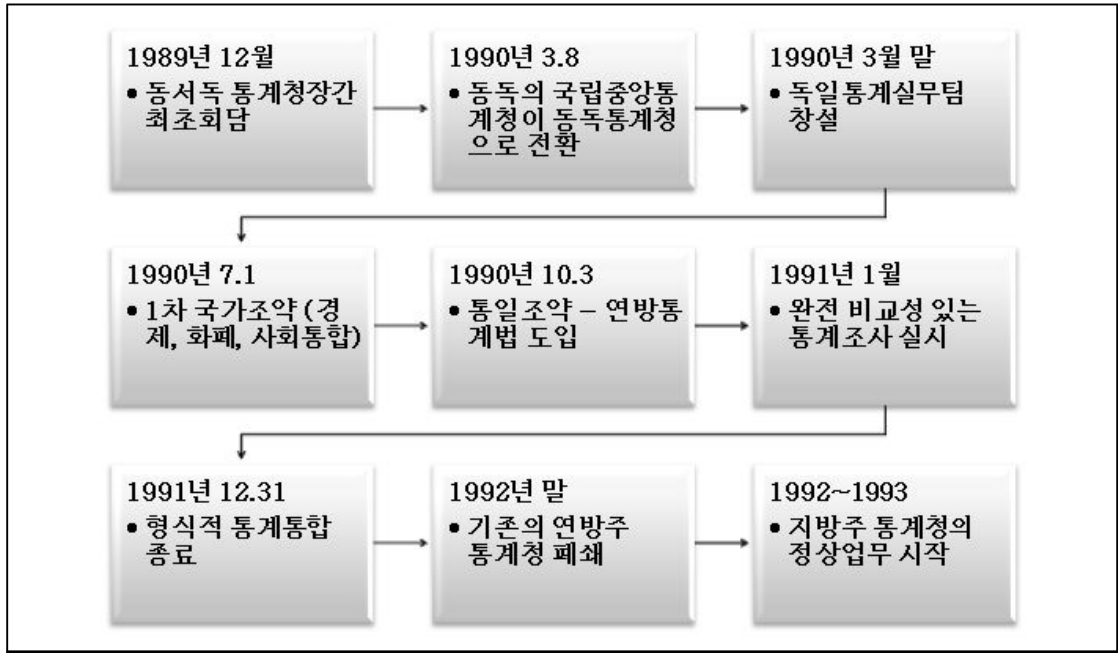 1989년 12월
• 동서독 통계청장간
최초회담
1990년 3.8
• 동독의 국립중앙통
계청이 동독통계청
으로 전환
1990년 3월 말
• 독일통계실무팀
창설
1990년 7.1
• 1차 국가조약 (경
제, 화폐, 사회통합)
1990년 10.3
• 통일조약 – 연방통
계법 도입
1991년 1월
• 완전 비교성 있는
통계조사 실시
1991년 12.31
• 형식적 통계통합
종료
1992년 말
• 기존의 연방주
통계청 폐쇄
1992~1993
• 지방주 통계청의
정상업무 시작